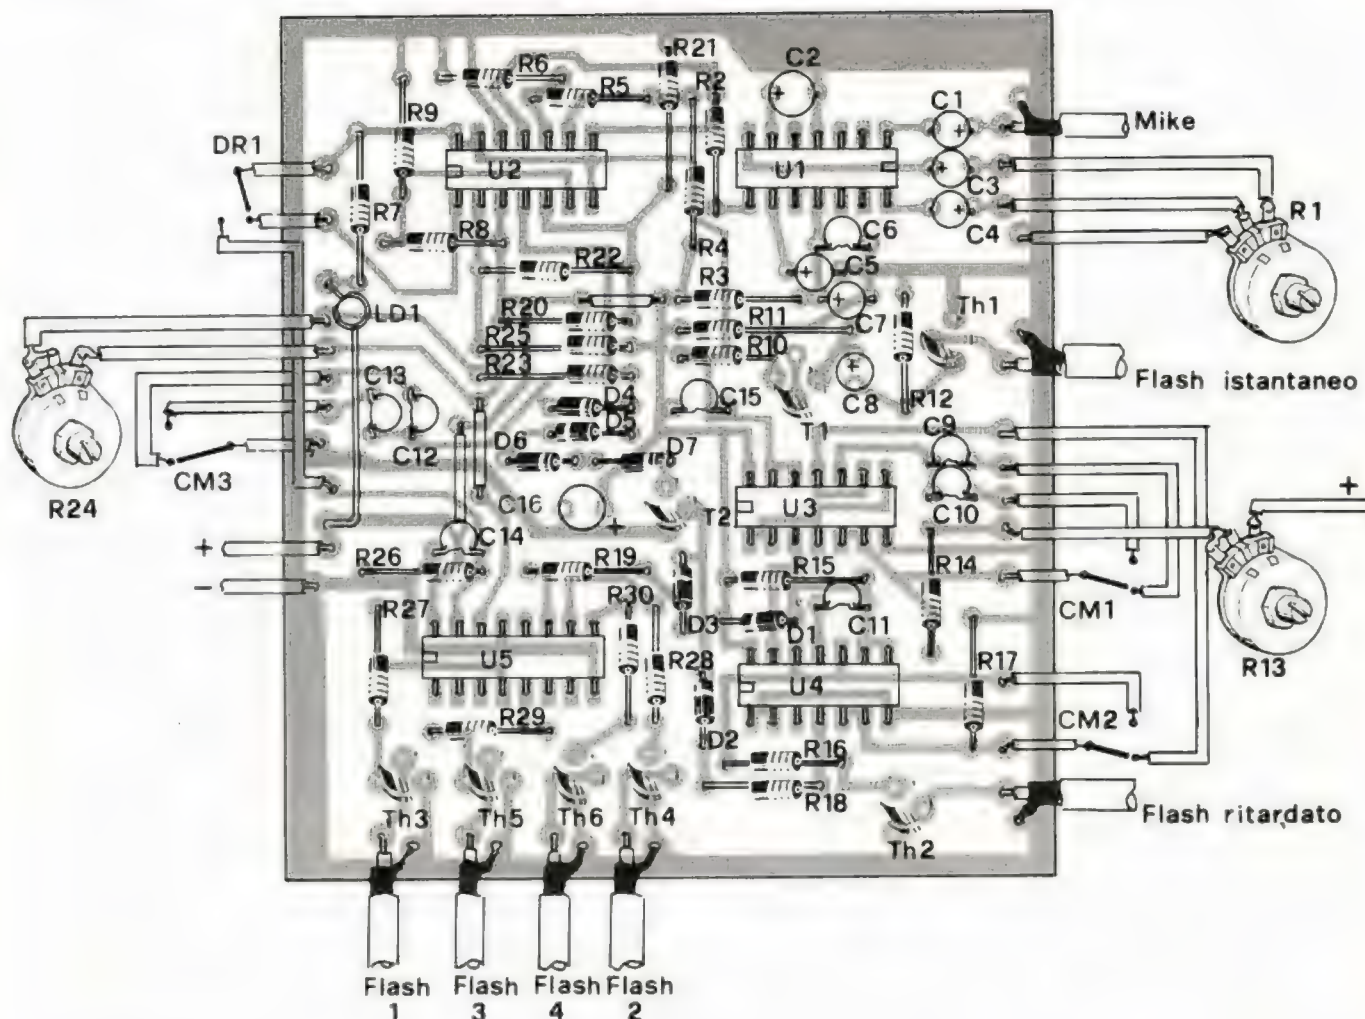 R21
C2
R6
R2
R5
C1
R9
Mike
DR1
U2
U1
C3
R1
R7
C4
R8
R4
C6
R22
C5
R3
Th1
LD1
R20
R11
C7
R25
R10
R23
Flash istantaneo
C13
D4
C15
C8
R12
D5
T1
C9
D6
D7
C12
CM3
R24
C16
+
T2
U3
C10
+
C14
+
R26
R19
R15
R14
-
R30
CM1
R27
D3
D1
C11
R13
U5
R28
U4
R17
R29
D2
R16
CM2
R18
Th3
Th5
Th6
Th4
Th2
Flash ritardato
Flash 1
Flash 3
Flash 4
Flash 2